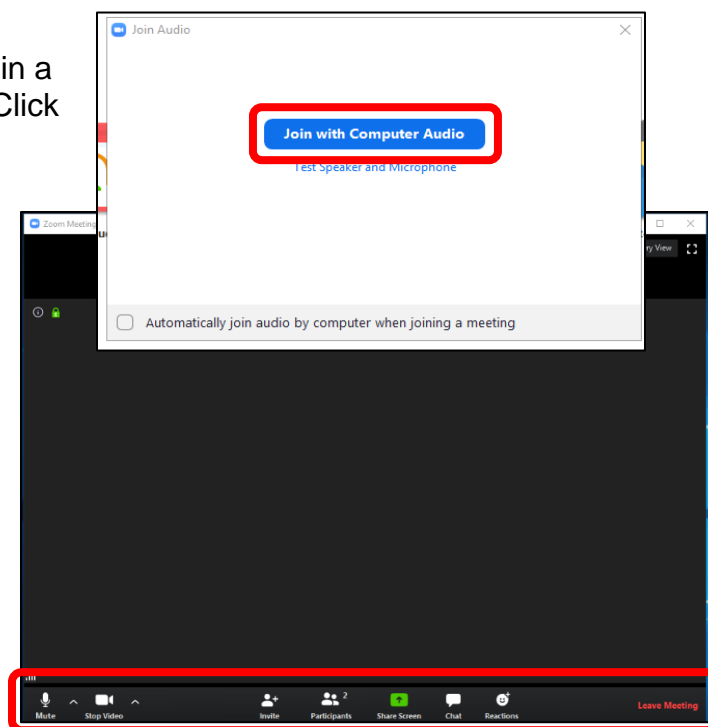 Join Audio
in a
Click
Join with Computer Audio
Test Speaker and Microphone
Zoom Meeting
ry View
Automatically join audio by computer when joining a meeting
2
Mute Stop Video Invite Participants Share Screen Chat Reactions Leave Meeting